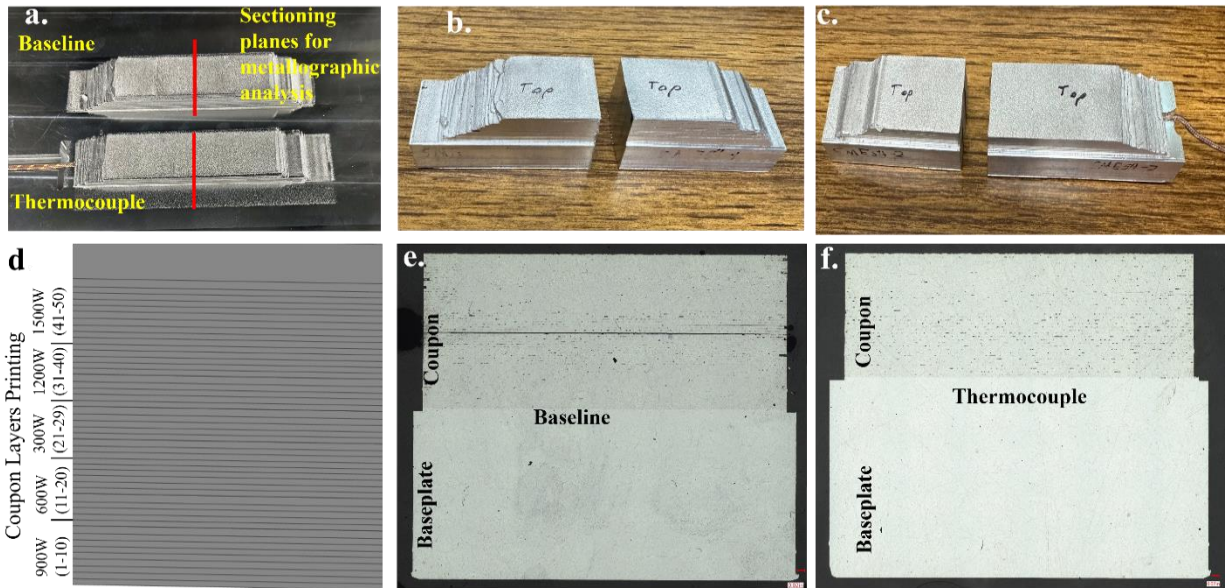 a.
Baseline
Sectioning
planes for
metallographic
analysis
Thermocouple
b.
Top
Top
c.
Top
Top
d
Coupon Layers Printing
1500W
(41-50)
1200W
(31-40)
300W
(21-29)
600W
(11-20)
900W
(1-10)
e.
Coupon
Baseline
Baseplate
f.
Coupon
Thermocouple
Baseplate